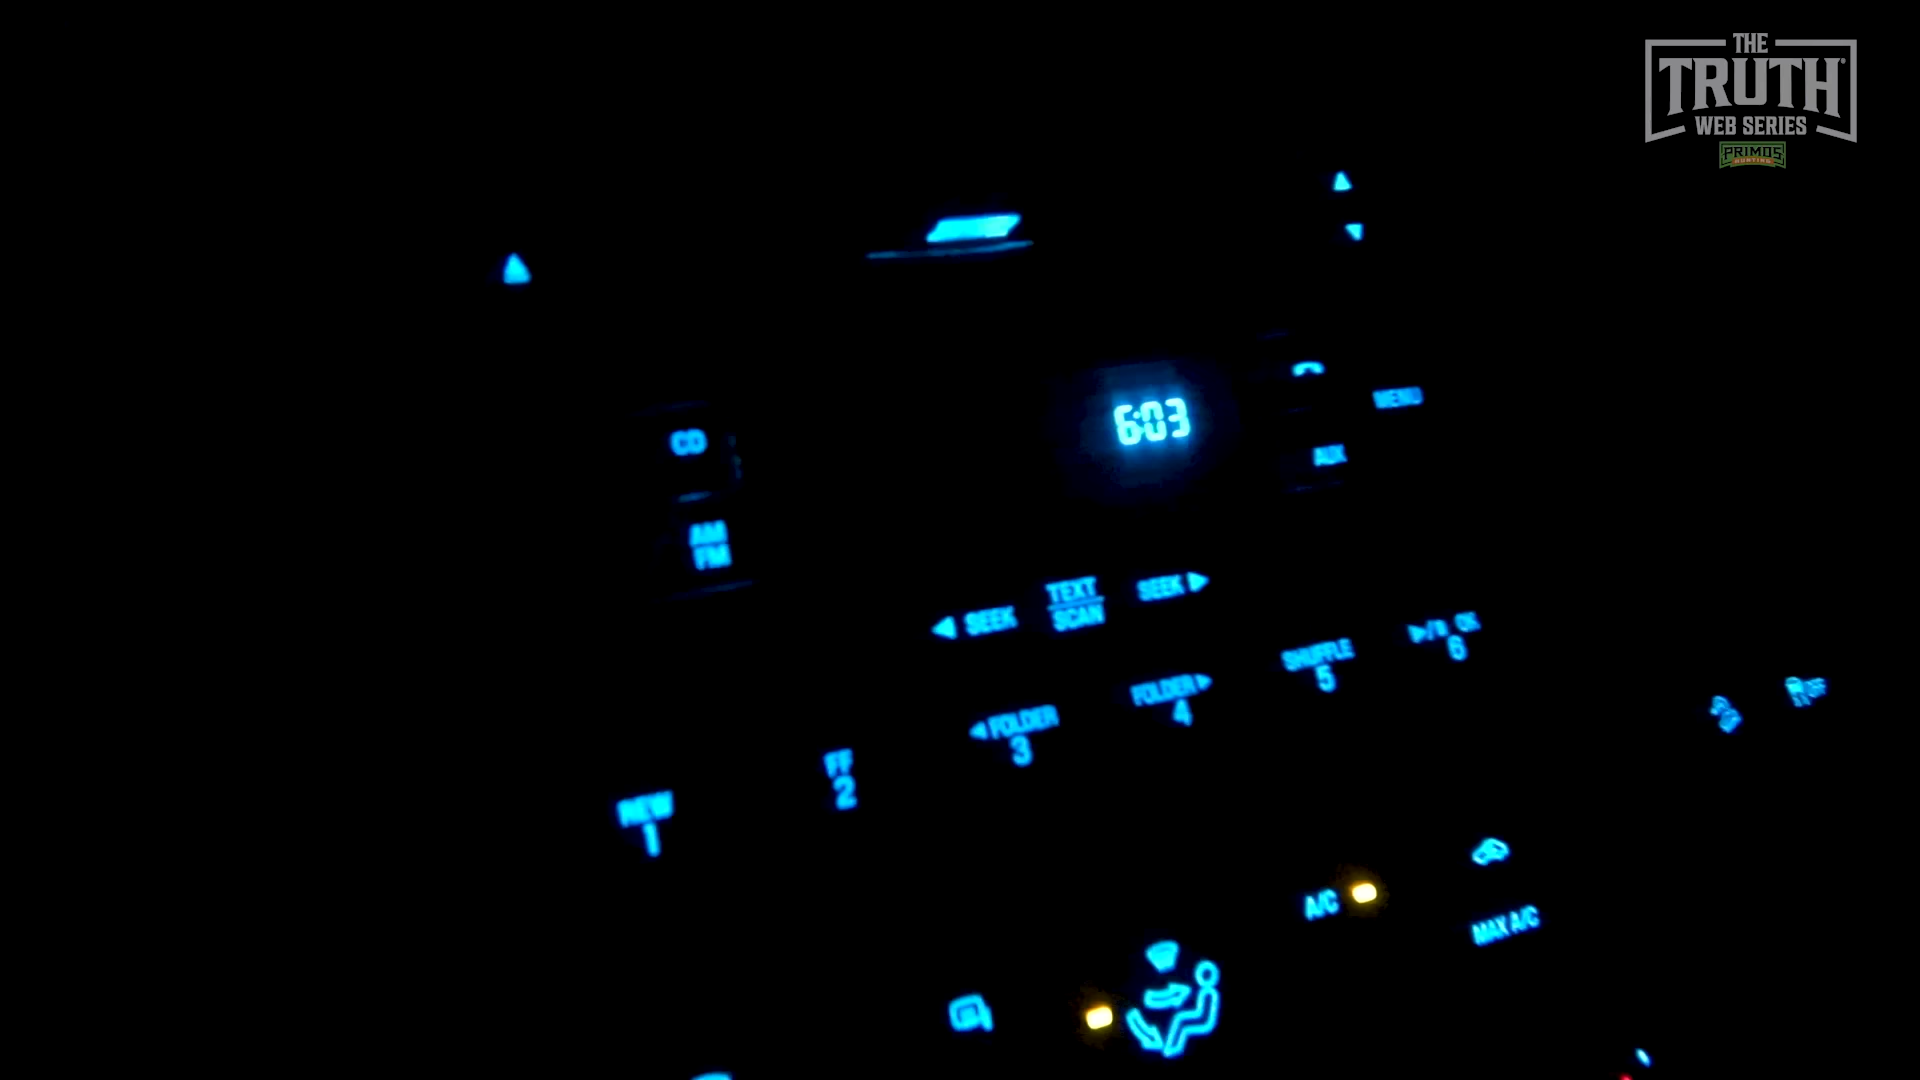 THE
TRUTH
WEB SERIES
PRIMOS
HUNTING
6:03
MENU
CD
AUX
AM
FM
SEEK TEXT SEEK
SCAN
SHUFFLE
5
OK
6
FOLDER
4
FOLDER
3
FF
2
REW
1
A/C
MAX A/C